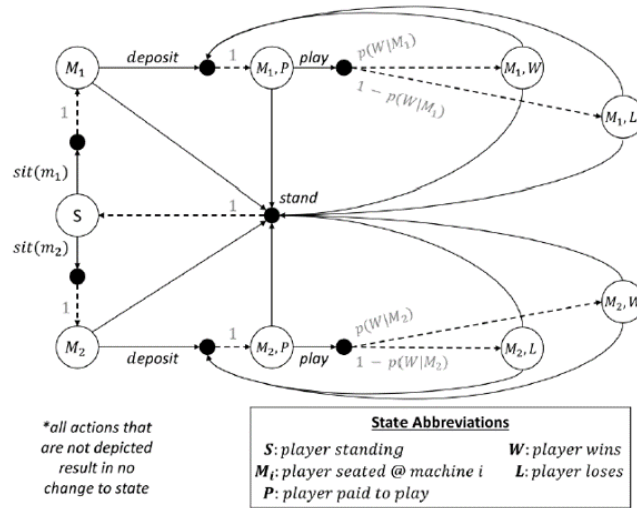 M₁
deposit
1
M₁, P
play
p(W|M₁)
1 − p(W|M₁)
M₁, W
M₁, L
1
sit(m₁)
S
1
stand
sit(m₂)
1
M₂
deposit
1
M₂, P
play
p(W|M₂)
1 − p(W|M₂)
M₂, W
M₂, L
*all actions that
are not depicted
result in no
change to state
State Abbreviations
S: player standing
W: player wins
Mᵢ: player seated @ machine i
L: player loses
P: player paid to play